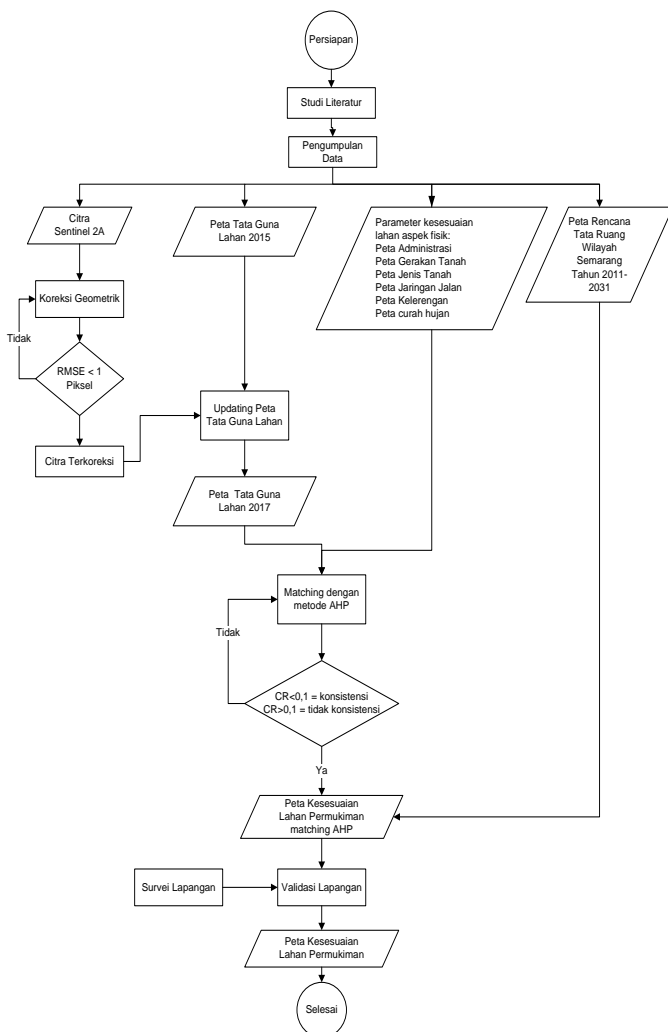 Persiapan
Studi Literatur
Pengumpulan
Data
Citra
Sentinel 2A
Peta Tata Guna
Lahan 2015
Parameter kesesuaian
lahan aspek fisik:
Peta Administrasi
Peta Gerakan Tanah
Peta Jenis Tanah
Peta Jaringan Jalan
Peta Kelerengan
Peta curah hujan
Peta Rencana
Tata Ruang
Wilayah
Semarang
Tahun 2011-
2031
Koreksi Geometrik
Tidak
RMSE < 1
Piksel
Citra Terkoreksi
Updating Peta
Tata Guna Lahan
Peta Tata Guna
Lahan 2017
Matching dengan
metode AHP
Tidak
CR<0,1 = konsistensi
CR>0,1 = tidak konsistensi
Ya
Peta Kesesuaian
Lahan Permukiman
matching AHP
Survei Lapangan
Validasi Lapangan
Peta Kesesuaian
Lahan Permukiman
Selesai